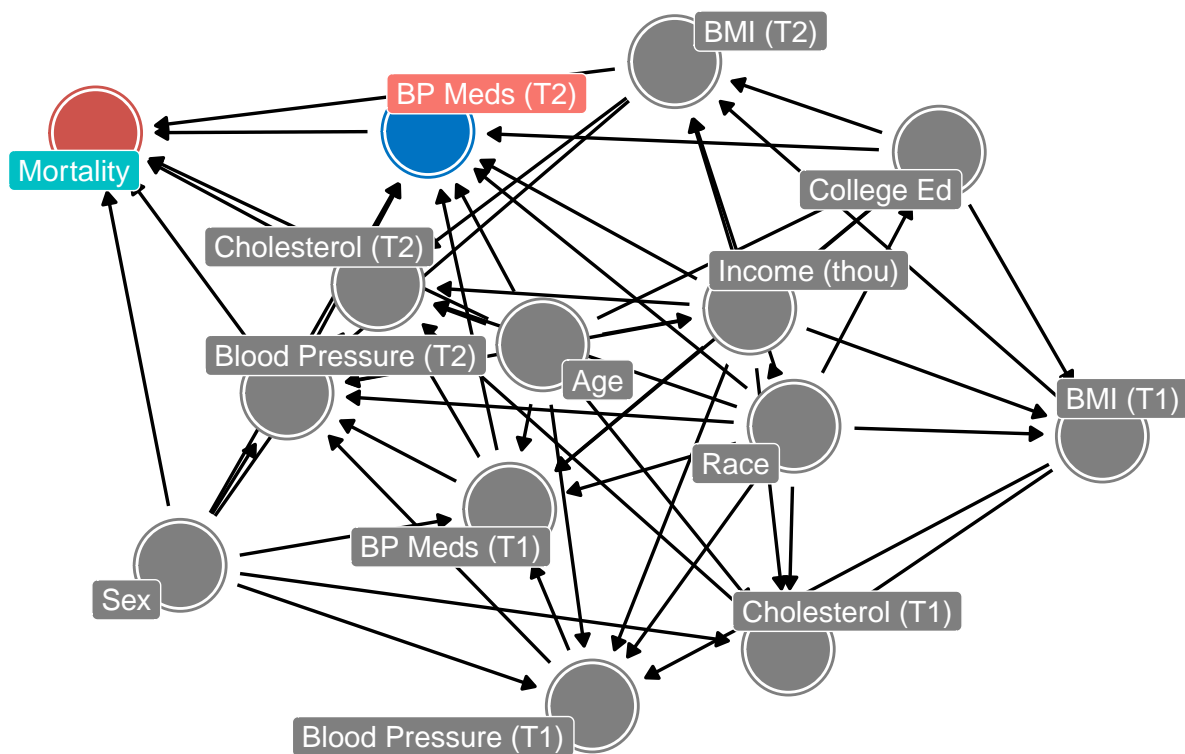 BMI (T2)
BP Meds (T2)
Mortality
College Ed
Cholesterol (T2)
Income (thou)
Blood Pressure (T2)
Age
BMI (T1)
Race
BP Meds (T1)
Sex
Cholesterol (T1)
Blood Pressure (T1)